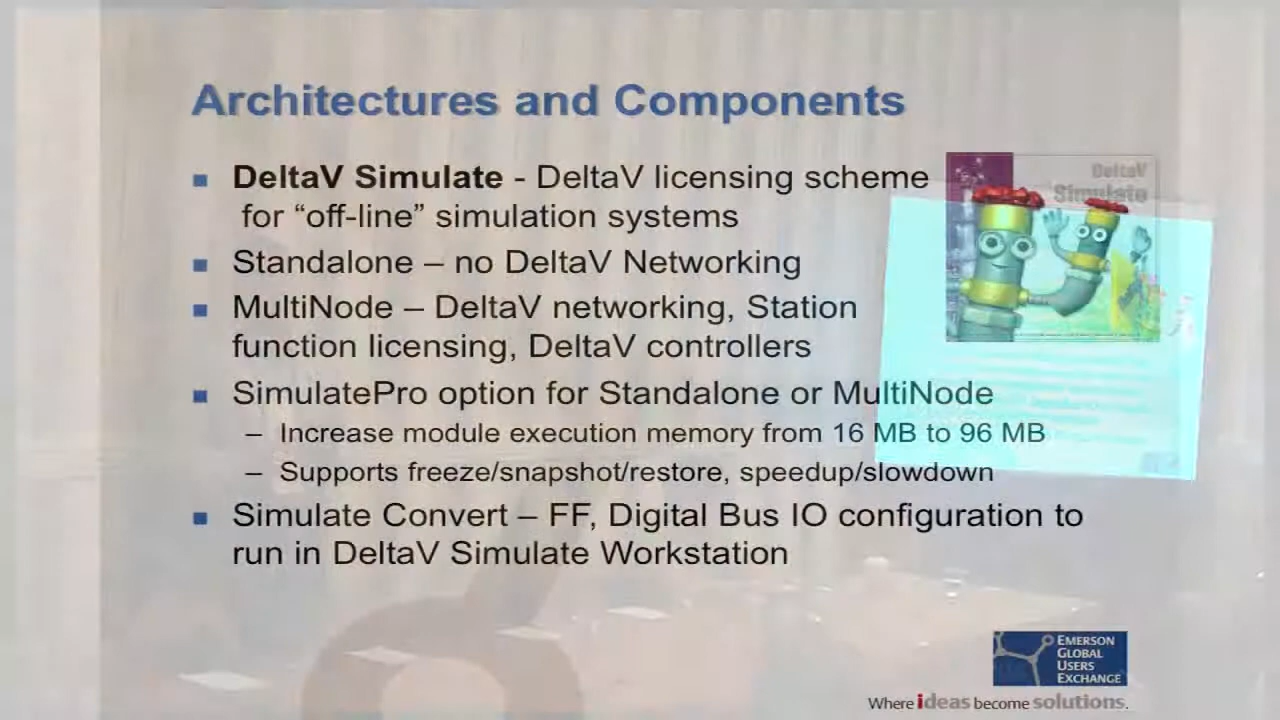 Architectures and Components
DeltaV Simulate - DeltaV licensing scheme
for “off-line” simulation systems
DeltaV
Simulate
Standalone – no DeltaV Networking
MultiNode – DeltaV networking, Station
function licensing, DeltaV controllers
SimulatePro option for Standalone or MultiNode
– Increase module execution memory from 16 MB to 96 MB
– Supports freeze/snapshot/restore, speedup/slowdown
Simulate Convert – FF, Digital Bus IO configuration to
run in DeltaV Simulate Workstation
EMERSON
GLOBAL
USERS
EXCHANGE
Where ideas become solutions.